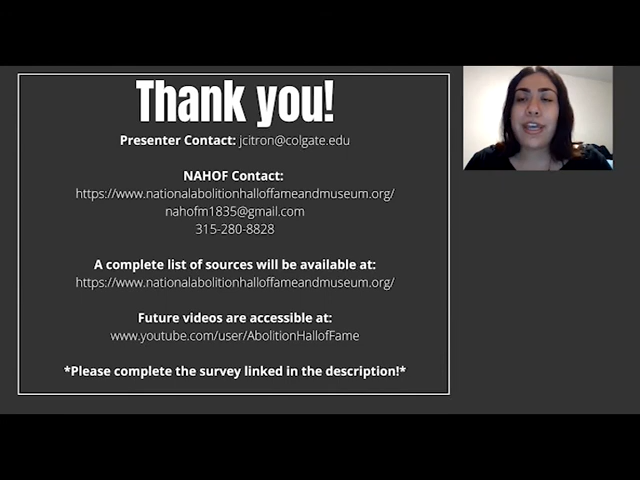 Thank you!
Presenter Contact: jcitron@colgate.edu
NAHOF Contact:
https://www.nationalabolitionhalloffameandmuseum.org/
nahofm1835@gmail.com
315-280-8828
A complete list of sources will be available at:
https://www.nationalabolitionhalloffameandmuseum.org/
Future videos are accessible at:
www.youtube.com/user/AbolitionHallofFame
*Please complete the survey linked in the description!*